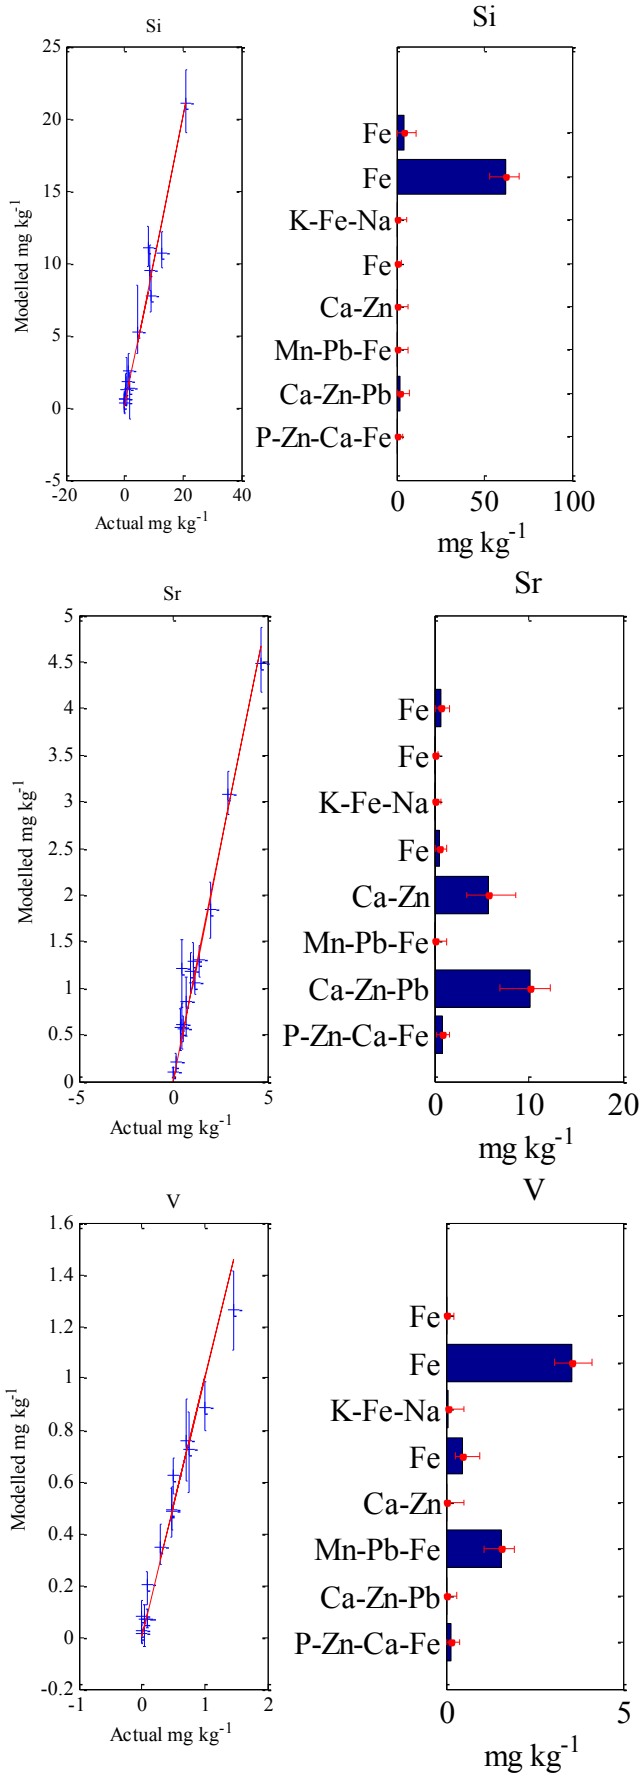 Si
25
20
15
10
5
0
-5
-20
0
20
40
Modelled mg kg-1
Actual mg kg-1
Si
Fe
Fe
K-Fe-Na
Fe
Ca-Zn
Mn-Pb-Fe
Ca-Zn-Pb
P-Zn-Ca-Fe
0
50
100
mg kg-1
Sr
5
4.5
4
3.5
3
2.5
2
1.5
1
0.5
0
-5
0
5
Modelled mg kg-1
Actual mg kg-1
Sr
Fe
Fe
K-Fe-Na
Fe
Ca-Zn
Mn-Pb-Fe
Ca-Zn-Pb
P-Zn-Ca-Fe
0
10
20
mg kg-1
V
1.6
1.4
1.2
1
0.8
0.6
0.4
0.2
0
-0.2
-1
0
1
2
Modelled mg kg-1
Actual mg kg-1
V
Fe
Fe
K-Fe-Na
Fe
Ca-Zn
Mn-Pb-Fe
Ca-Zn-Pb
P-Zn-Ca-Fe
0
5
mg kg-1